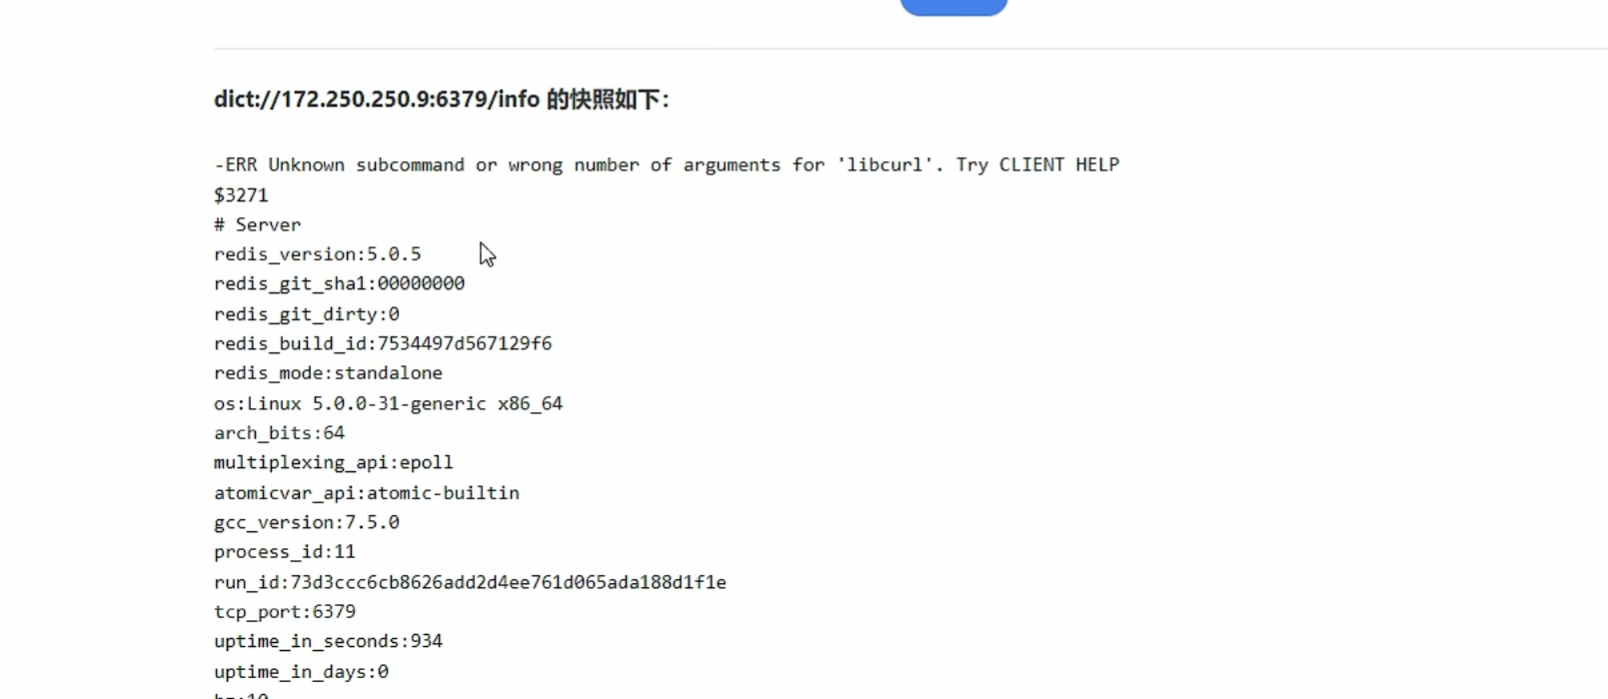 dict://172.250.250.9:6379/info 的快照如下：
-ERR Unknown subcommand or wrong number of arguments for 'libcurl'. Try CLIENT HELP
$3271
# Server
redis_version:5.0.5
redis_git_sha1:00000000
redis_git_dirty:0
redis_build_id:7534497d567129f6
redis_mode:standalone
os:Linux 5.0.0-31-generic x86_64
arch_bits:64
multiplexing_api:epoll
atomicvar_api:atomic-builtin
gcc_version:7.5.0
process_id:11
run_id:73d3ccc6cb8626add2d4ee761d065ada188d1f1e
tcp_port:6379
uptime_in_seconds:934
uptime_in_days:0